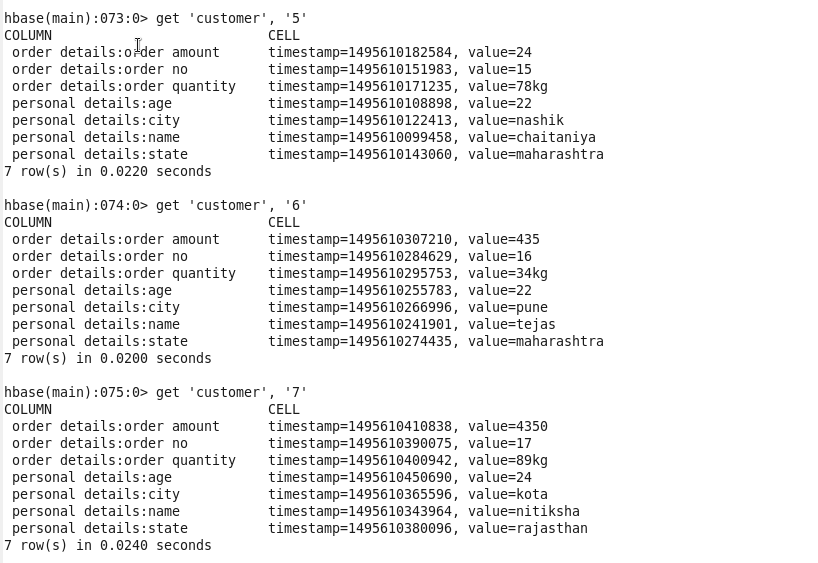 hbase(main):073:0> get 'customer', '5'
COLUMN                           CELL
 order details:order amount      timestamp=1495610182584, value=24
 order details:order no          timestamp=1495610151983, value=15
 order details:order quantity    timestamp=1495610171235, value=78kg
 personal details:age            timestamp=1495610108898, value=22
 personal details:city           timestamp=1495610122413, value=nashik
 personal details:name           timestamp=1495610099458, value=chaitaniya
 personal details:state          timestamp=1495610143060, value=maharashtra
7 row(s) in 0.0220 seconds

hbase(main):074:0> get 'customer', '6'
COLUMN                           CELL
 order details:order amount      timestamp=1495610307210, value=435
 order details:order no          timestamp=1495610284629, value=16
 order details:order quantity    timestamp=1495610295753, value=34kg
 personal details:age            timestamp=1495610255783, value=22
 personal details:city           timestamp=1495610266996, value=pune
 personal details:name           timestamp=1495610241901, value=tejas
 personal details:state          timestamp=1495610274435, value=maharashtra
7 row(s) in 0.0200 seconds

hbase(main):075:0> get 'customer', '7'
COLUMN                           CELL
 order details:order amount      timestamp=1495610410838, value=4350
 order details:order no          timestamp=1495610390075, value=17
 order details:order quantity    timestamp=1495610400942, value=89kg
 personal details:age            timestamp=1495610450690, value=24
 personal details:city           timestamp=1495610365596, value=kota
 personal details:name           timestamp=1495610343964, value=nitiksha
 personal details:state          timestamp=1495610380096, value=rajasthan
7 row(s) in 0.0240 seconds